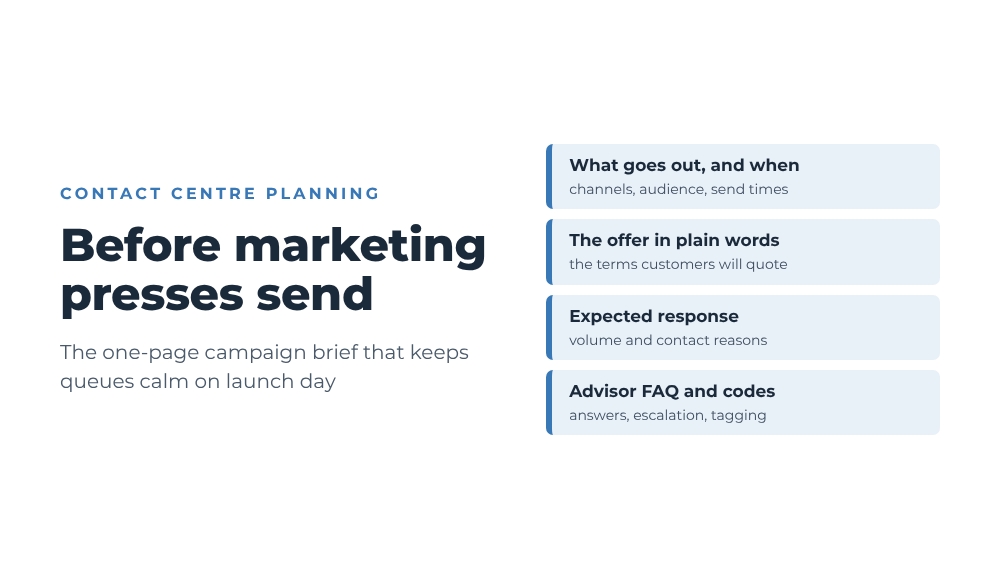 CONTACT CENTRE PLANNING
Before marketing
presses send
The one-page campaign brief that keeps
queues calm on launch day
What goes out, and when
channels, audience, send times
The offer in plain words
the terms customers will quote
Expected response
volume and contact reasons
Advisor FAQ and codes
answers, escalation, tagging